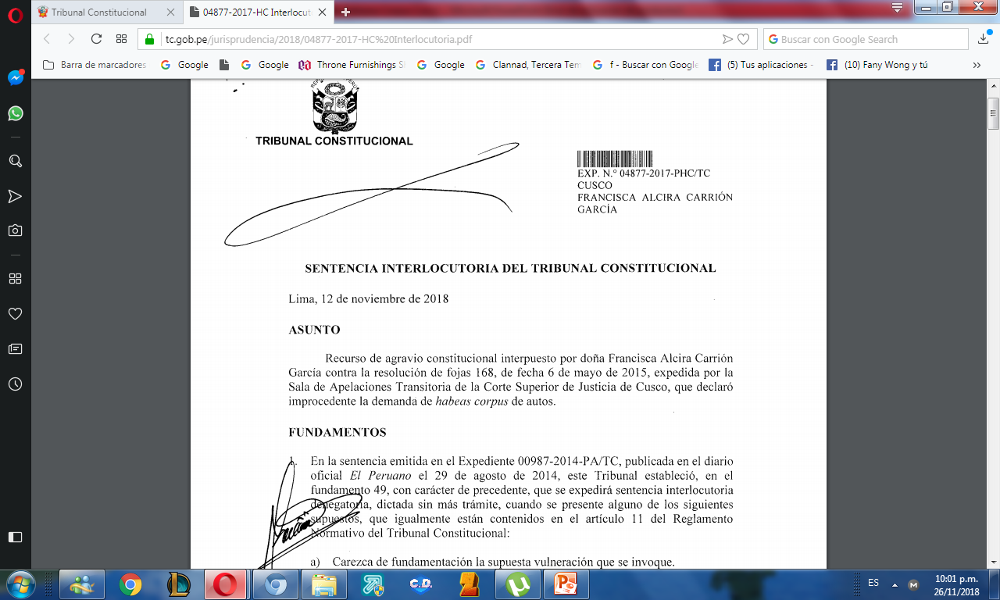 Tribunal Constitucional
04877-2017-HC Interlocut
tc.gob.pe/jurisprudencia/2018/04877-2017-HC%20Interlocutoria.pdf
Buscar con Google Search
Barra de marcadores
Google
Google
Throne Furnishings S
Google
Clannad, Tercera Tem
f - Buscar con Google
(5) Tus aplicaciones -
(10) Fany Wong y tú
TRIBUNAL CONSTITUCIONAL
EXP. N.° 04877-2017-PHC/TC
CUSCO
FRANCISCA ALCIRA CARRIÓN
GARCÍA
SENTENCIA INTERLOCUTORIA DEL TRIBUNAL CONSTITUCIONAL
Lima, 12 de noviembre de 2018
ASUNTO
Recurso de agravio constitucional interpuesto por doña Francisca Alcira Carrión
García contra la resolución de fojas 168, de fecha 6 de mayo de 2015, expedida por la
Sala de Apelaciones Transitoria de la Corte Superior de Justicia de Cusco, que declaró
improcedente la demanda de habeas corpus de autos.
FUNDAMENTOS
1. En la sentencia emitida en el Expediente 00987-2014-PA/TC, publicada en el diario
oficial El Peruano el 29 de agosto de 2014, este Tribunal estableció, en el
fundamento 49, con carácter de precedente, que se expedirá sentencia interlocutoria
denegatoria, dictada sin más trámite, cuando se presente alguno de los siguientes
supuestos, que igualmente están contenidos en el artículo 11 del Reglamento
Normativo del Tribunal Constitucional:
a) Carezca de fundamentación la supuesta vulneración que se invoque.
C.D.
ES
10:01 p.m.
26/11/2018